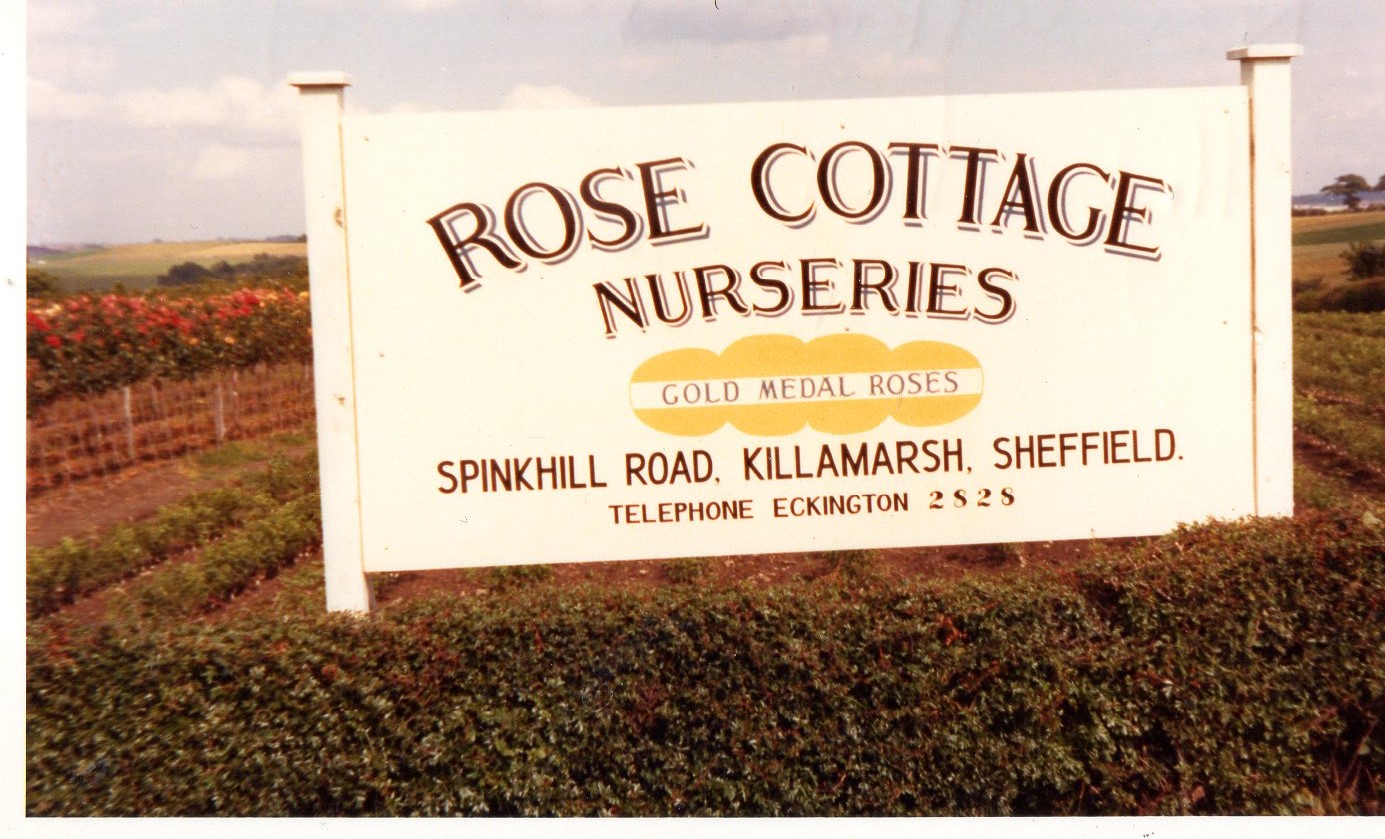 ROSE COTTAGE
NURSERIES
GOLD MEDAL ROSES
SPINKHILL ROAD, KILLAMARSH, SHEFFIELD.
TELEPHONE ECKINGTON 2828